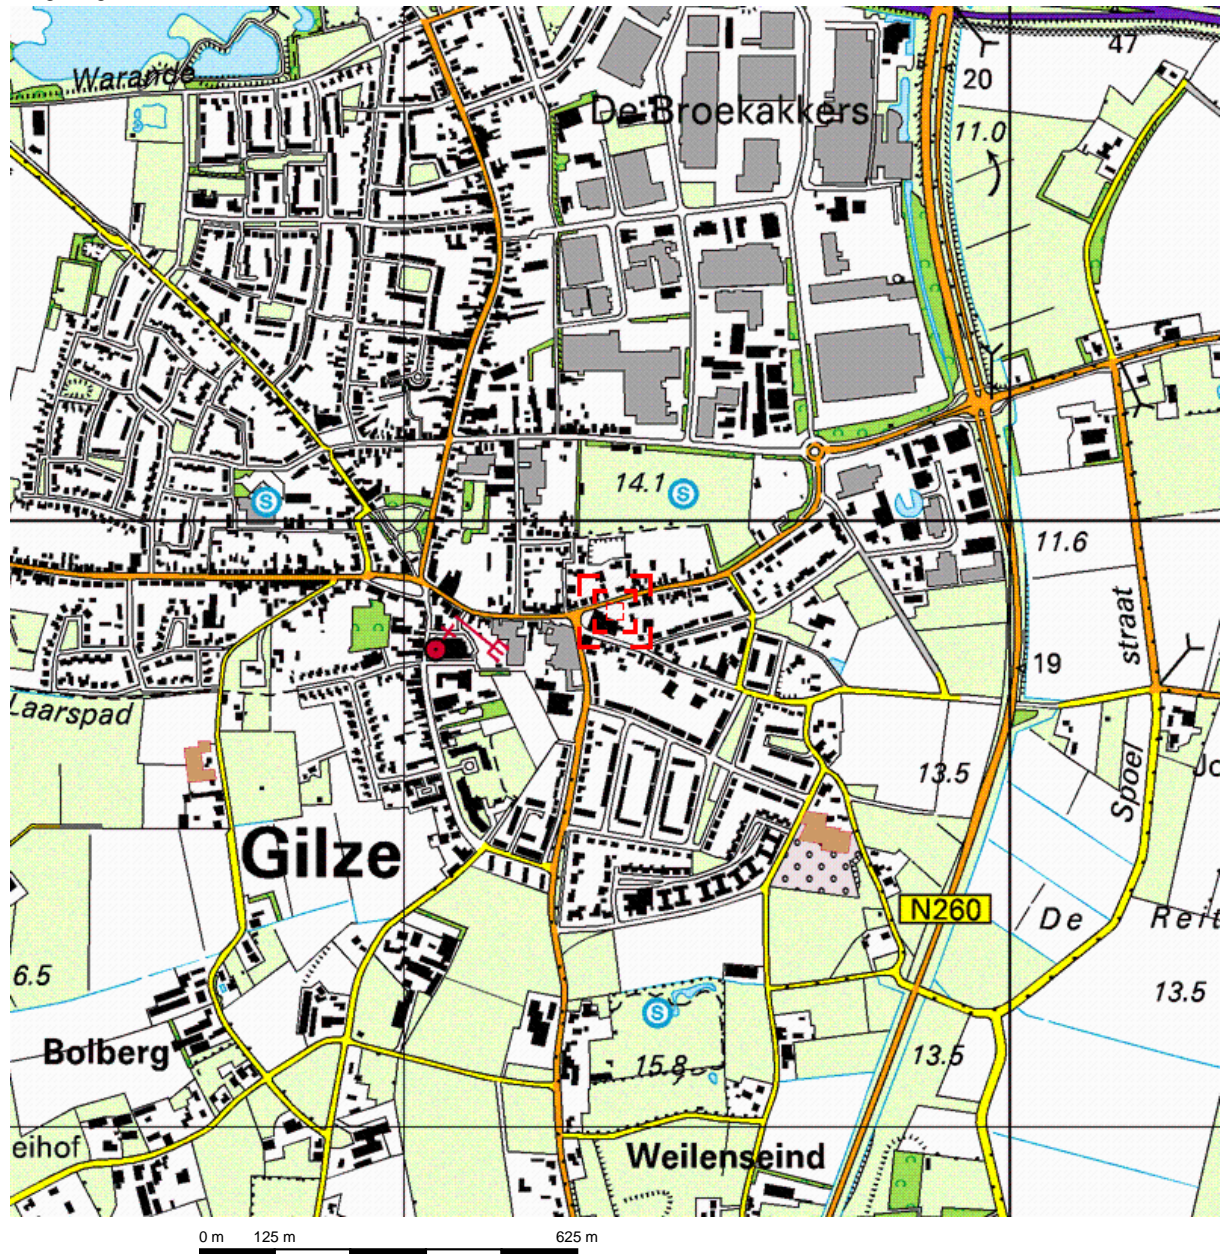 47
Warande
20
De Broekakkers
11.0
14.1
S
S
11.6
straat
19
Laarspad
13.5
Spoel
Gilze
N260
De Reit
6.5
13.5
S
Bolberg
15.8
13.5
eihof
Weilenseind
0 m 125 m 625 m